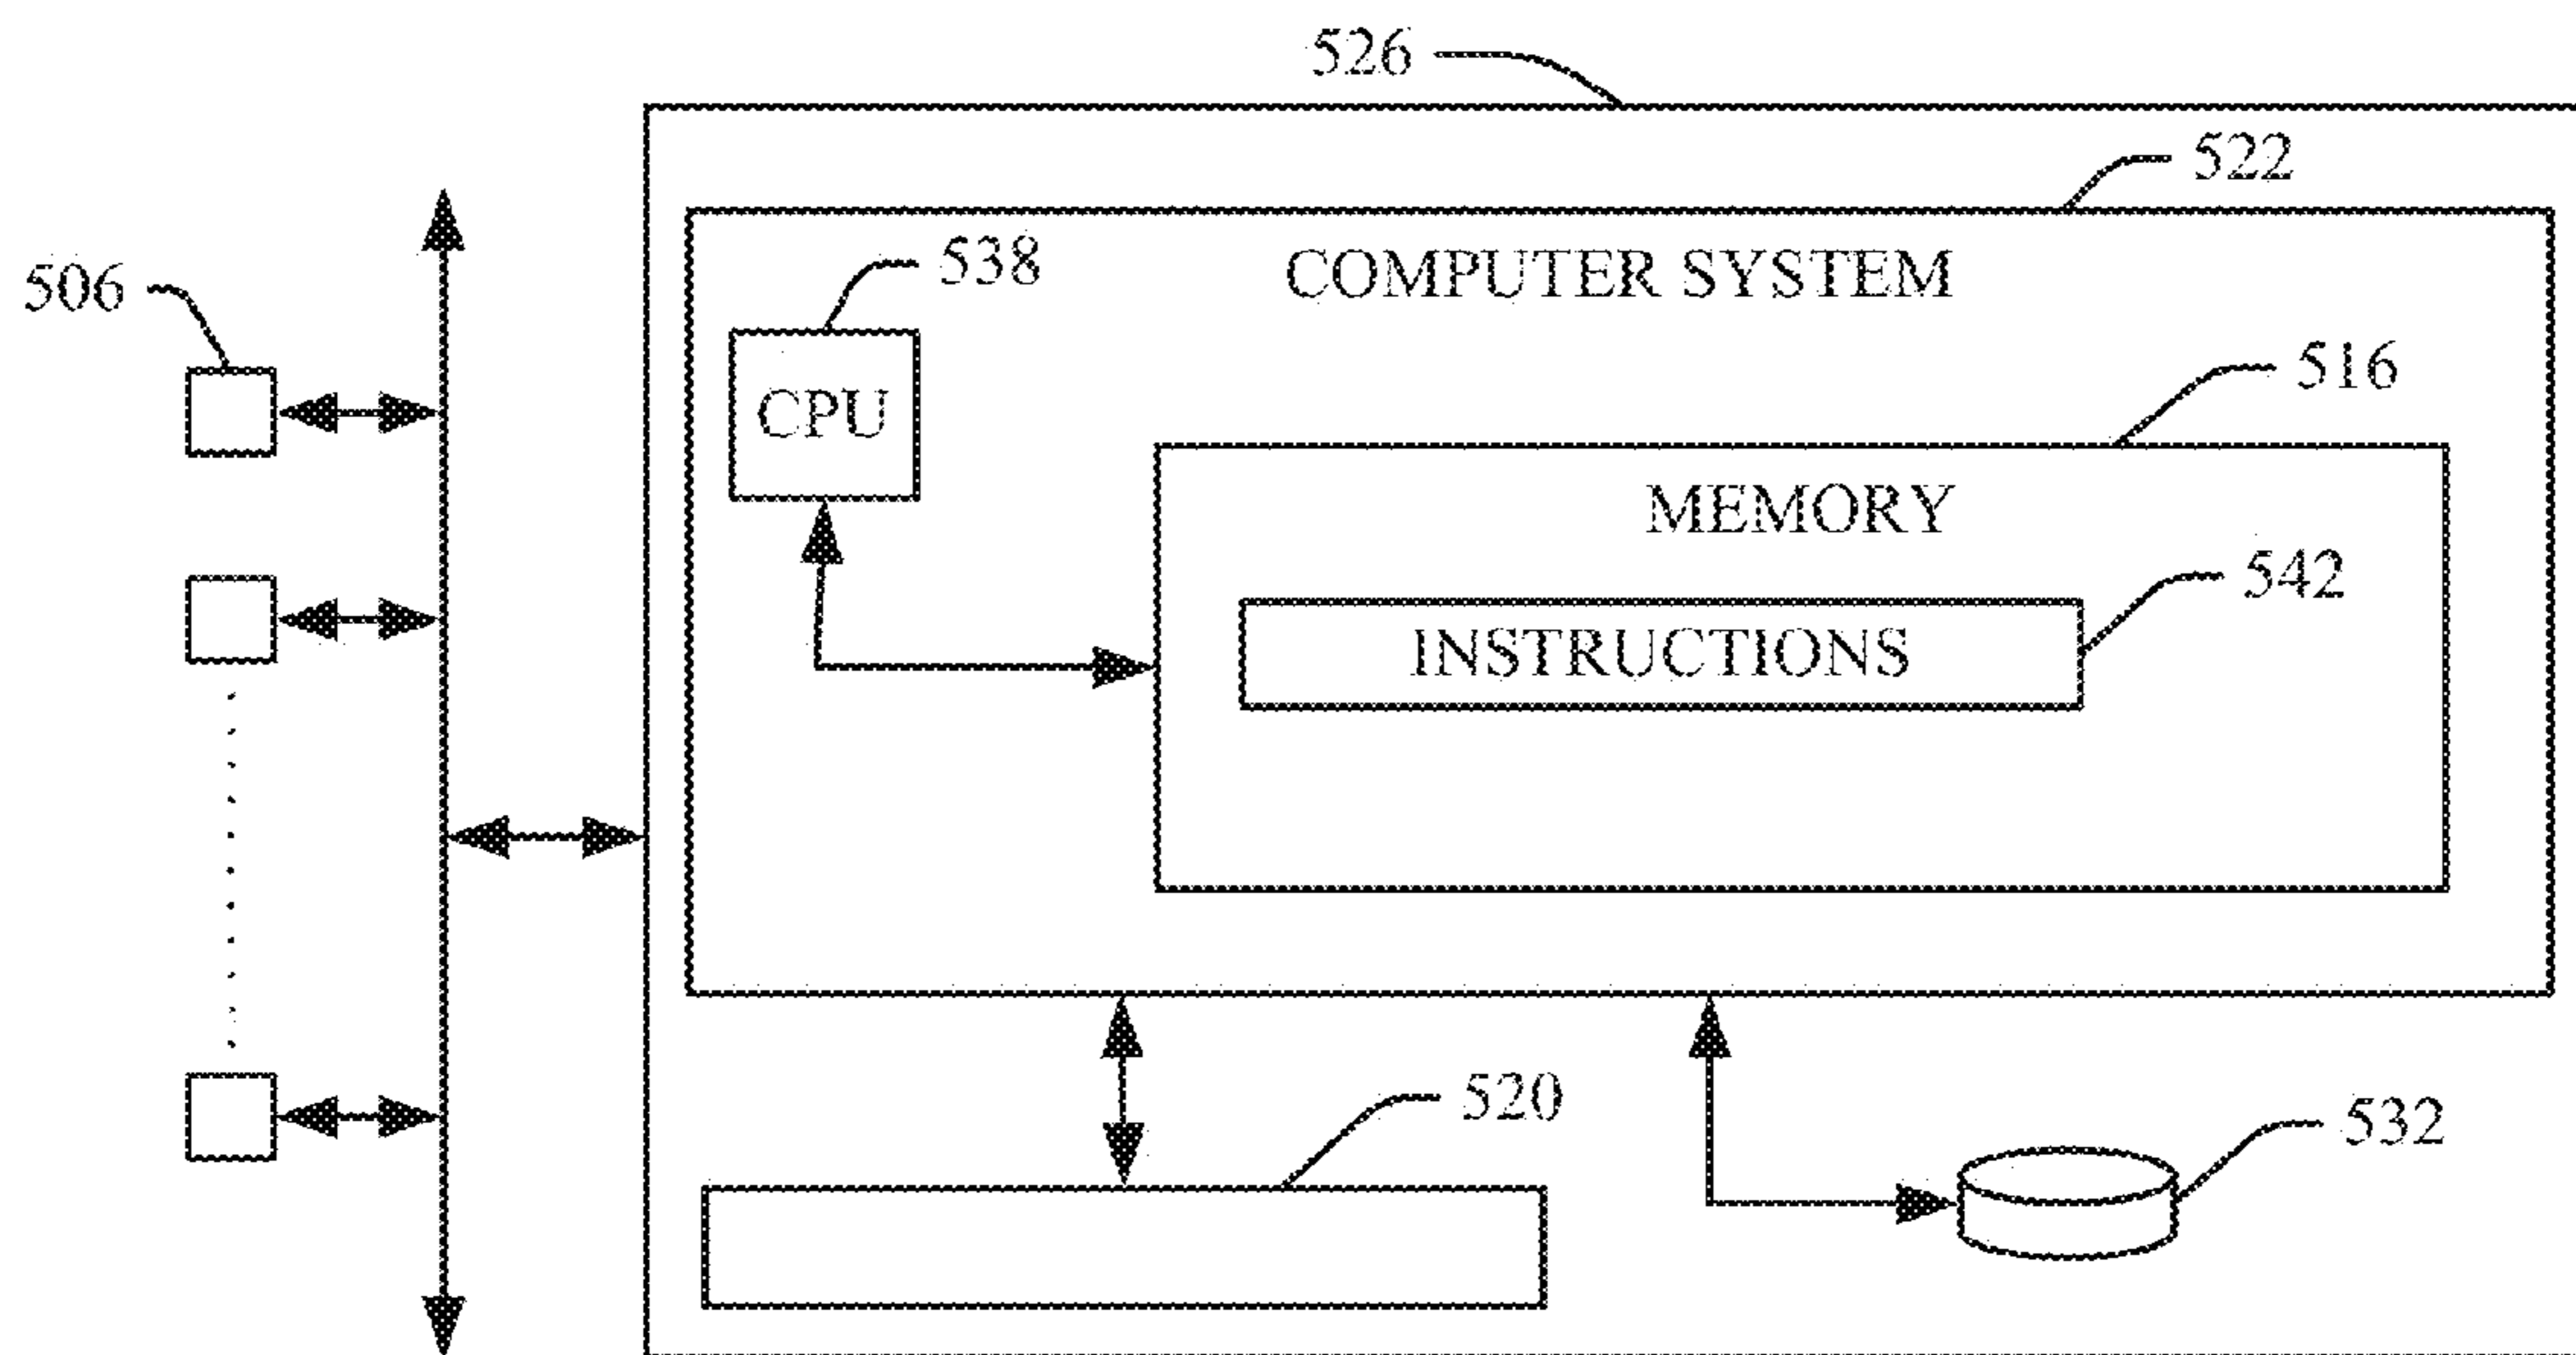 526
522
538
COMPUTER SYSTEM
506
516
CPU
MEMORY
542
INSTRUCTIONS
520
532